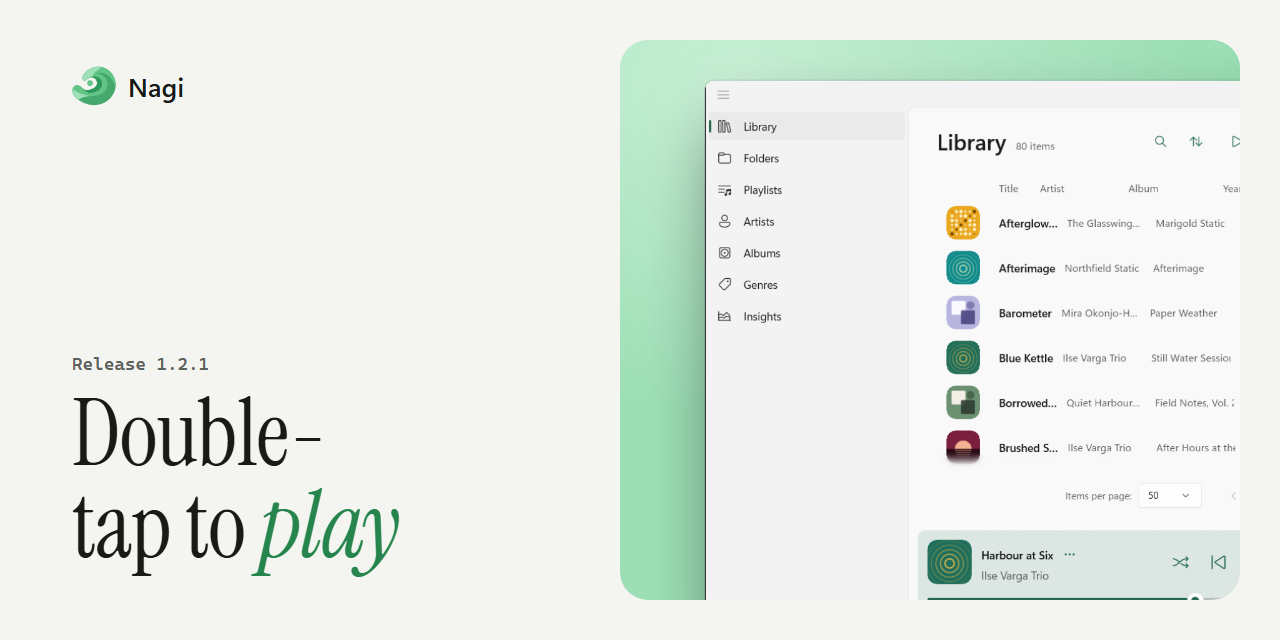 Nagi
Release 1.2.1
Double-
tap to play
Library
Folders
Playlists
Artists
Albums
Genres
Insights
Library 80 items
Title Artist Album Year
Afterglow... The Glasswing... Marigold Static
Afterimage Northfield Static Afterimage
Barometer Mira Okonjo-H... Paper Weather
Blue Kettle Ilse Varga Trio Still Water Session
Borrowed... Quiet Harbour... Field Notes, Vol. 2
Brushed S... Ilse Varga Trio After Hours at the
Items per page: 50
Harbour at Six ...
Ilse Varga Trio